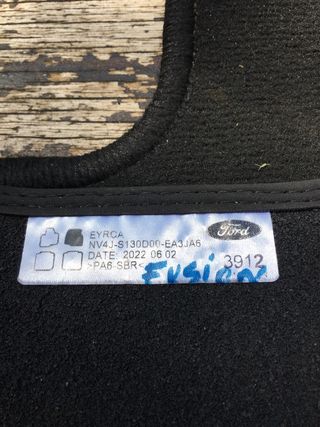 EYRCA
Ford
NV4J-S130D00-EA3JA6
DATE: 2022 06 02
>PA6-SBR<
3912
Fusion